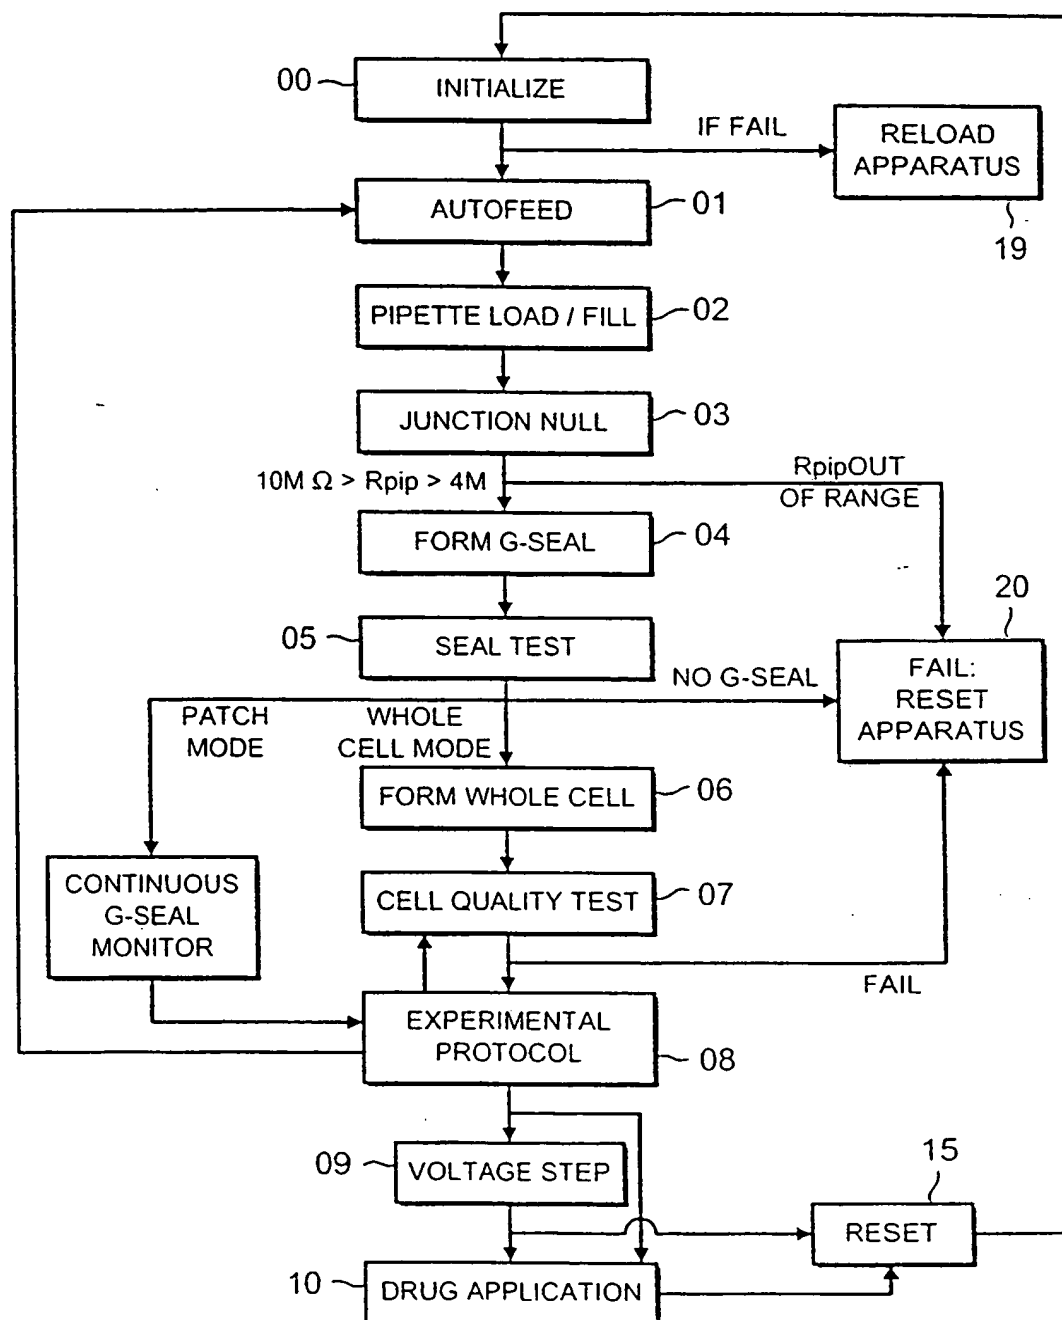 00
INITIALIZE
IF FAIL
RELOAD
APPARATUS
19
AUTOFEED
01
PIPETTE LOAD / FILL
02
JUNCTION NULL
03
10M Ω > Rpip > 4M
RpipOUT
OF RANGE
FORM G-SEAL
04
05
SEAL TEST
20
FAIL:
RESET
APPARATUS
NO G-SEAL
PATCH
MODE
WHOLE
CELL MODE
FORM WHOLE CELL
06
CONTINUOUS
G-SEAL
MONITOR
CELL QUALITY TEST
07
FAIL
EXPERIMENTAL
PROTOCOL
08
09
VOLTAGE STEP
15
RESET
10
DRUG APPLICATION